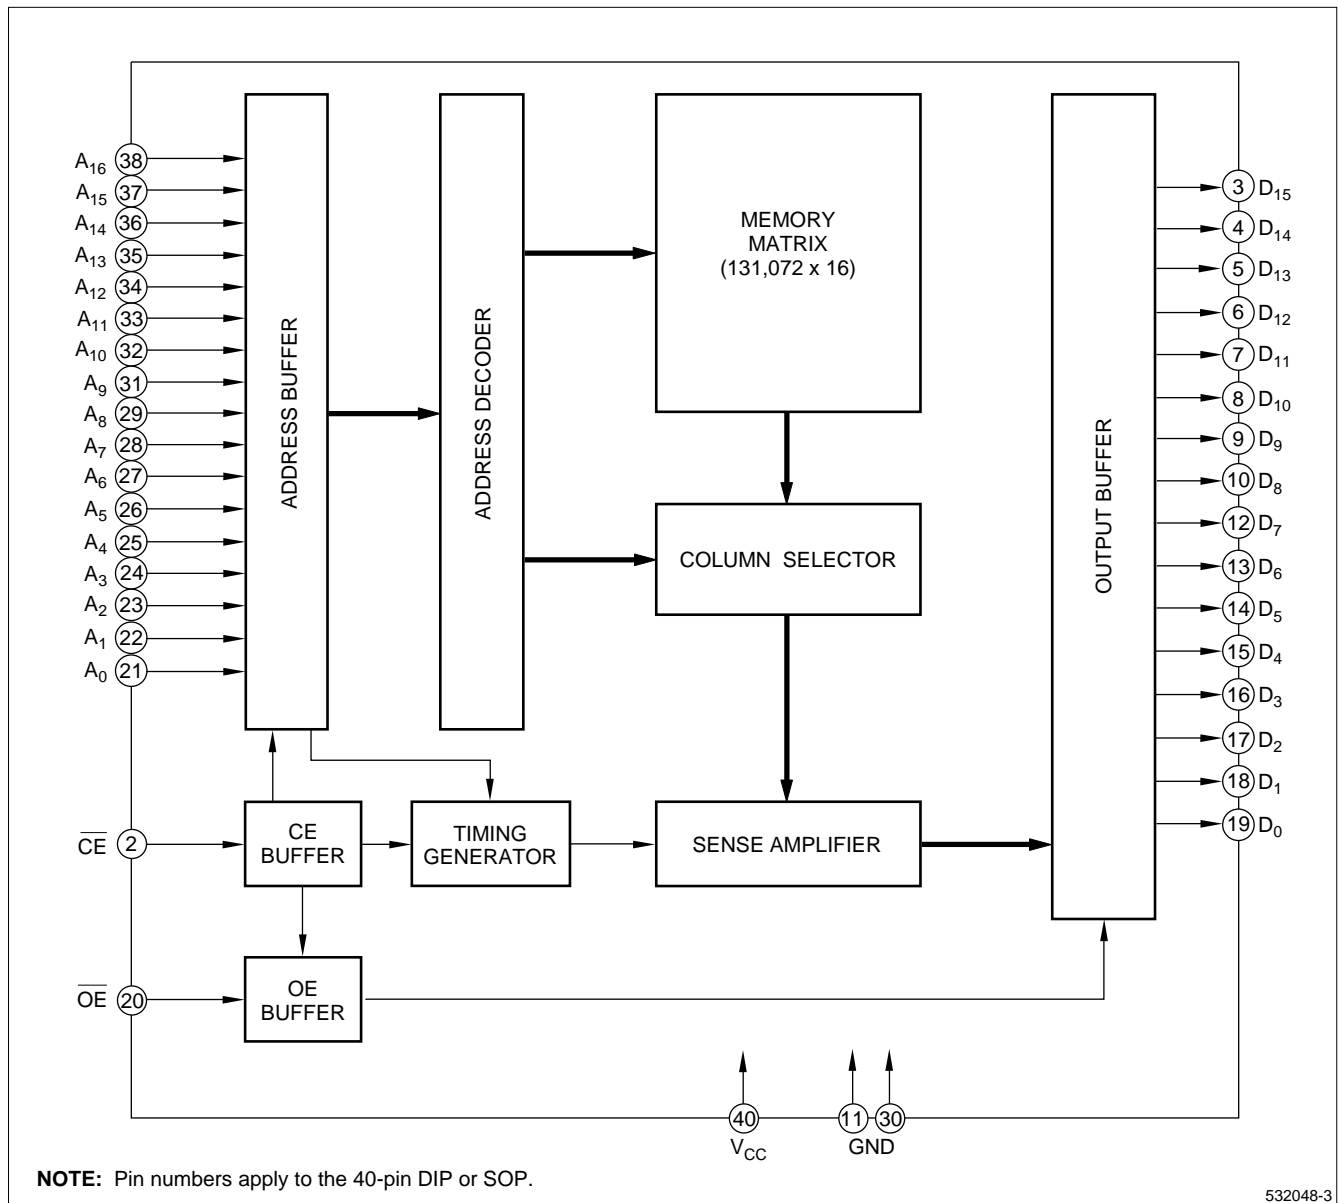 A16 38
A15 37
A14 36
A13 35
A12 34
A11 33
A10 32
A9 31
A8 29
A7 28
A6 27
A5 26
A4 25
A3 24
A2 23
A1 22
A0 21
CE 2
OE 20
ADDRESS BUFFER
ADDRESS DECODER
MEMORY
MATRIX
(131,072 x 16)
COLUMN SELECTOR
CE
BUFFER
TIMING
GENERATOR
SENSE AMPLIFIER
OE
BUFFER
OUTPUT BUFFER
3 D15
4 D14
5 D13
6 D12
7 D11
8 D10
9 D9
10 D8
12 D7
13 D6
14 D5
15 D4
16 D3
17 D2
18 D1
19 D0
40
VCC
11 30
GND
NOTE: Pin numbers apply to the 40-pin DIP or SOP.
532048-3